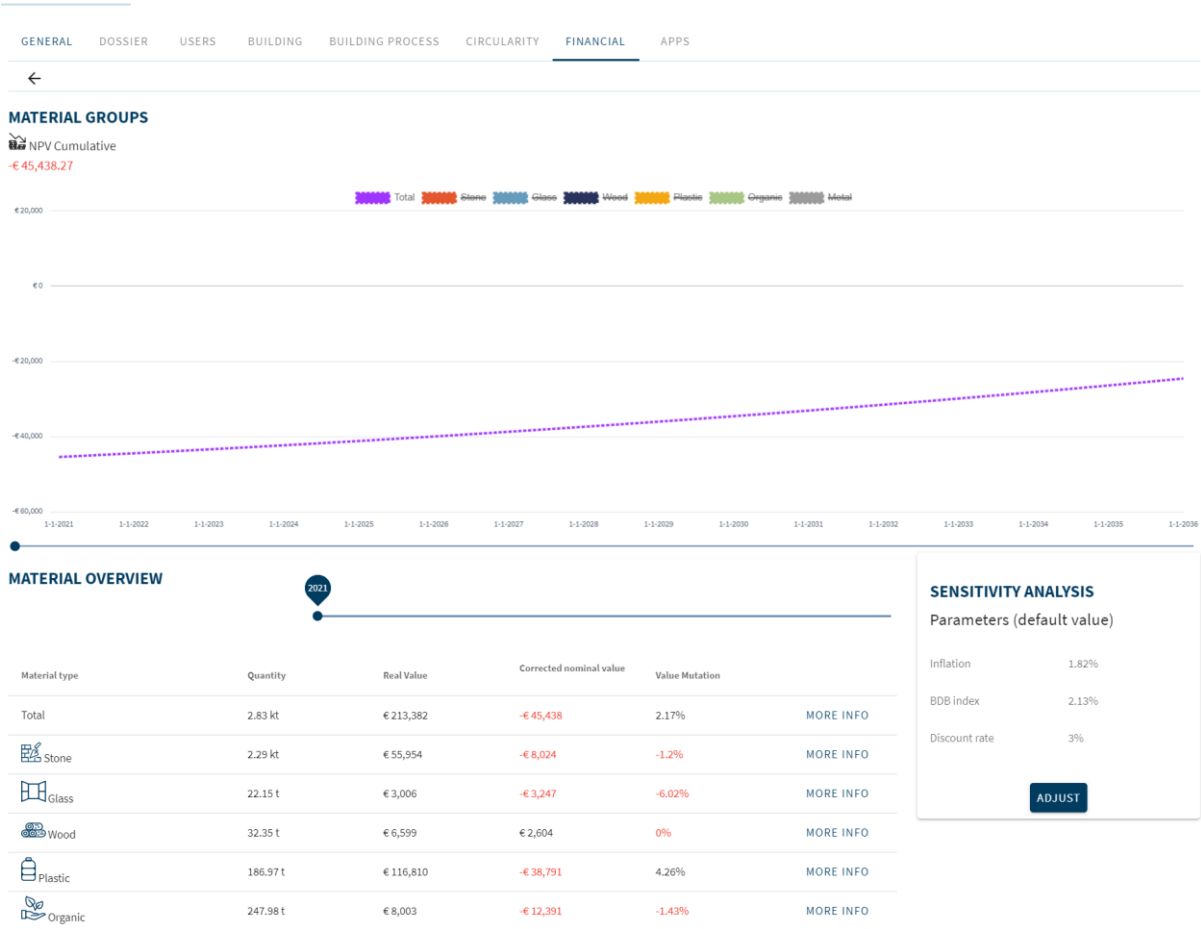 GENERAL DOSSIER USERS BUILDING BUILDING PROCESS CIRCULARITY FINANCIAL APPS
MATERIAL GROUPS
NPV Cumulative
-€ 45,438.27
Total Stone Glass Wood Plastic Organic Metal
€ 20,000
€ 0
-€ 20,000
-€ 40,000
-€ 60,000
1-1-2021 1-1-2022 1-1-2023 1-1-2024 1-1-2025 1-1-2026 1-1-2027 1-1-2028 1-1-2029 1-1-2030 1-1-2031 1-1-2032 1-1-2033 1-1-2034 1-1-2035 1-1-2036
MATERIAL OVERVIEW
2021
Material type Quantity Real Value Corrected nominal value Value Mutation
Total 2.83 kt € 213,382 -€ 45,438 2.17% MORE INFO
Stone 2.29 kt € 55,954 -€ 8,024 -1.2% MORE INFO
Glass 22.15 t € 3,006 -€ 3,247 -6.02% MORE INFO
Wood 32.35 t € 6,599 € 2,604 0% MORE INFO
Plastic 186.97 t € 116,810 -€ 38,791 4.26% MORE INFO
Organic 247.98 t € 8,003 -€ 12,391 -1.43% MORE INFO
SENSITIVITY ANALYSIS
Parameters (default value)
Inflation 1.82%
BDB index 2.13%
Discount rate 3%
ADJUST